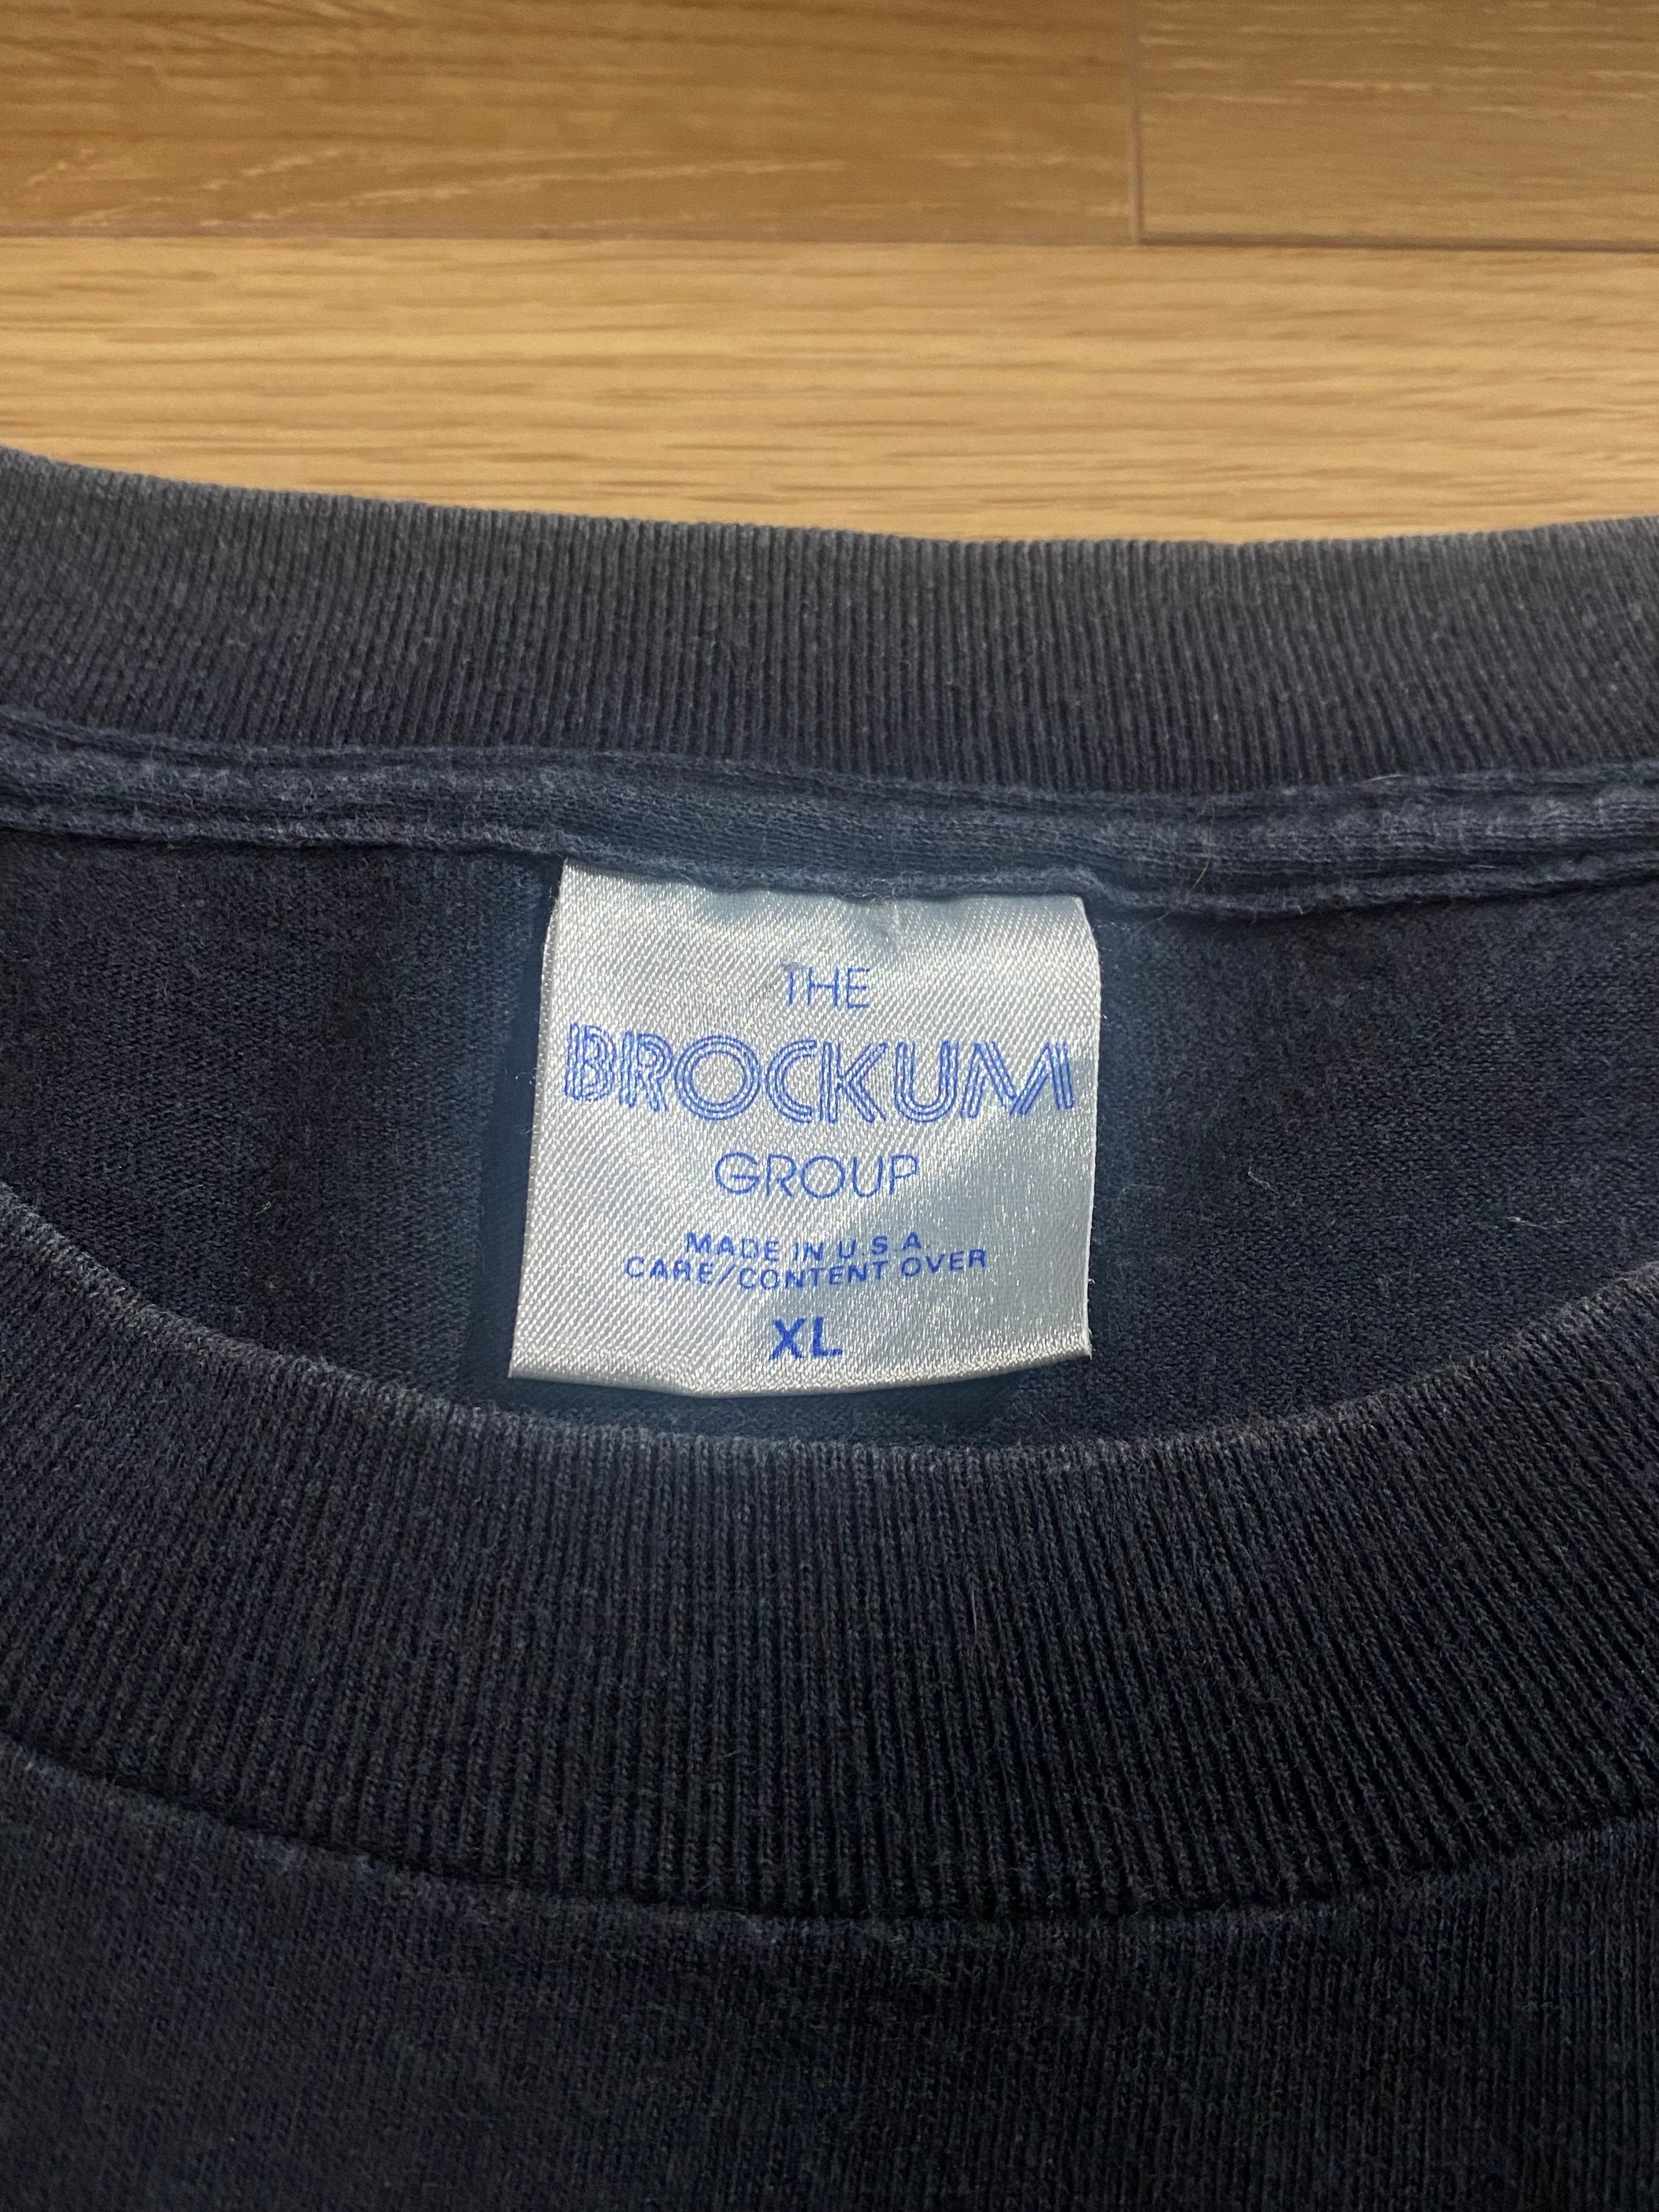 THE
BROCKUM
GROUP
MADE IN U.S.A.
CARE/CONTENT OVER
XL